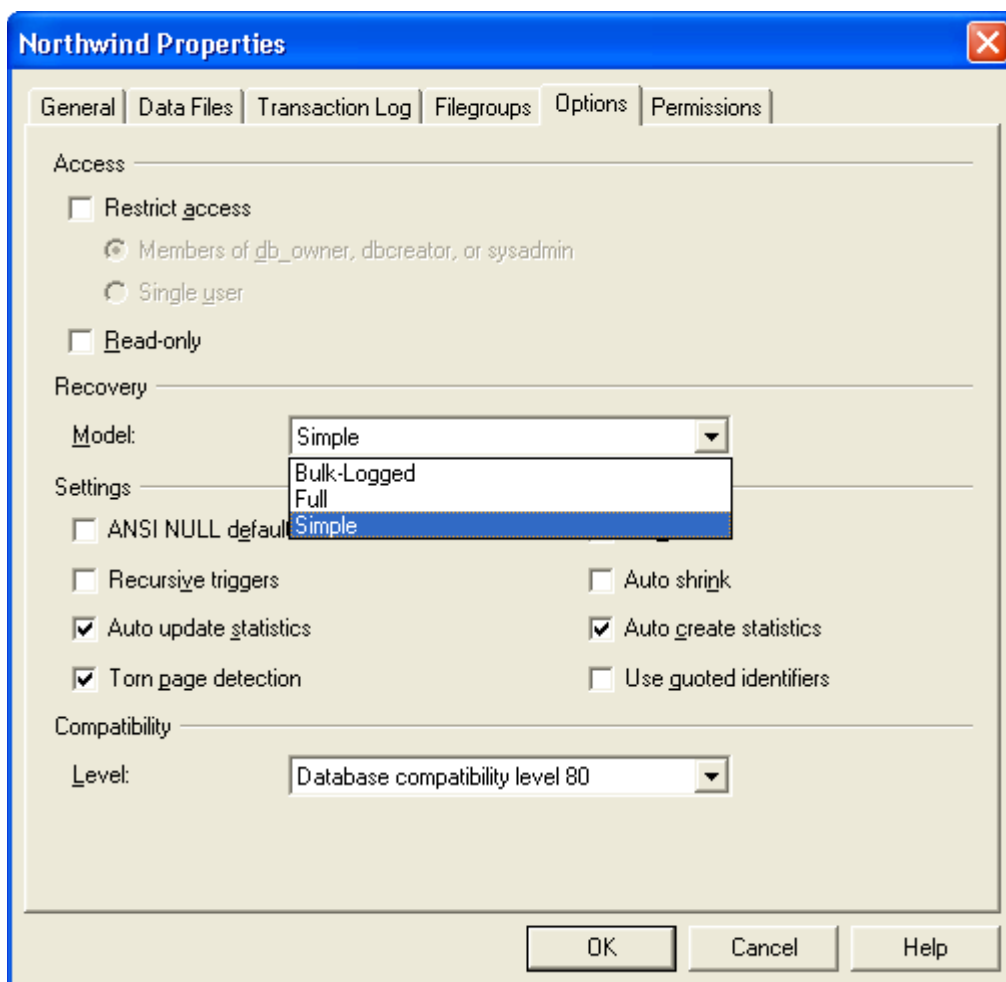 Northwind Properties
General Data Files Transaction Log Filegroups Options Permissions
Access
Restrict access
Members of db_owner, dbcreator, or sysadmin
Single user
Read-only
Recovery
Model: Simple
Bulk-Logged
Settings
Full
ANSI NULL default Simple
Recursive triggers Auto shrink
Auto update statistics Auto create statistics
Torn page detection Use quoted identifiers
Compatibility
Level: Database compatibility level 80
OK Cancel Help